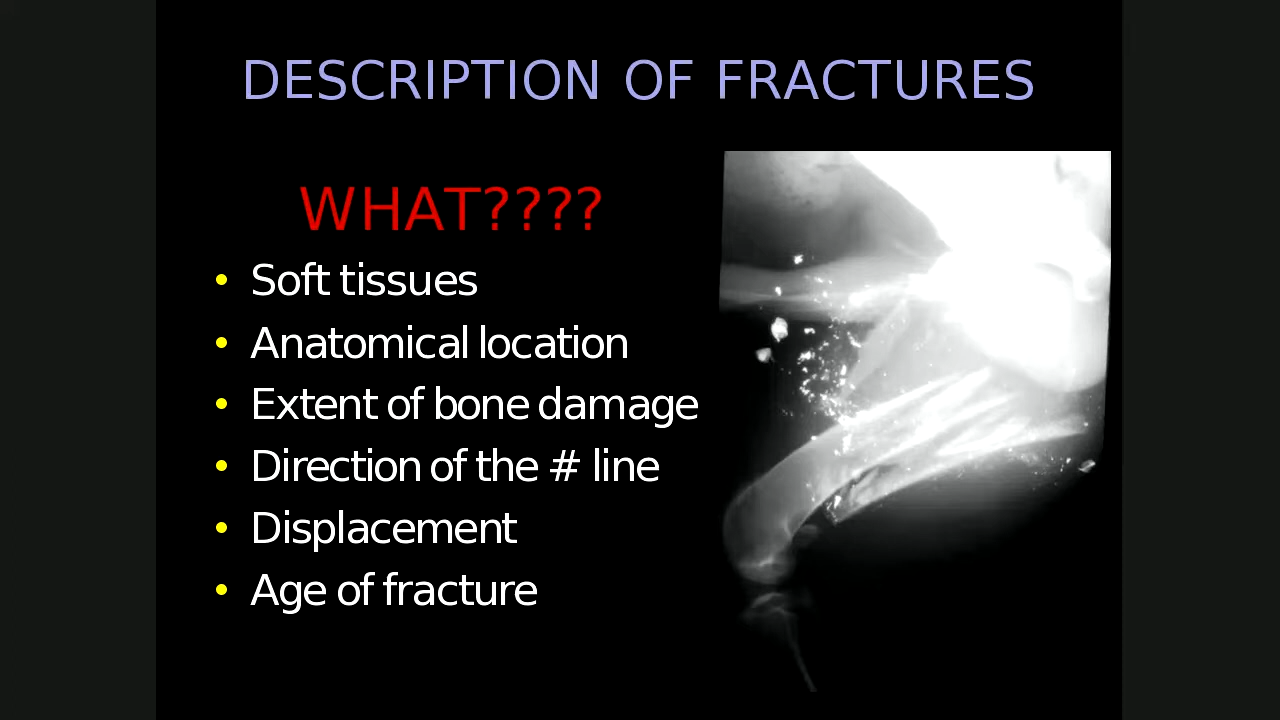 DESCRIPTION OF FRACTURES
WHAT????
• Soft tissues
• Anatomical location
• Extent of bone damage
• Direction of the # line
• Displacement
• Age of fracture